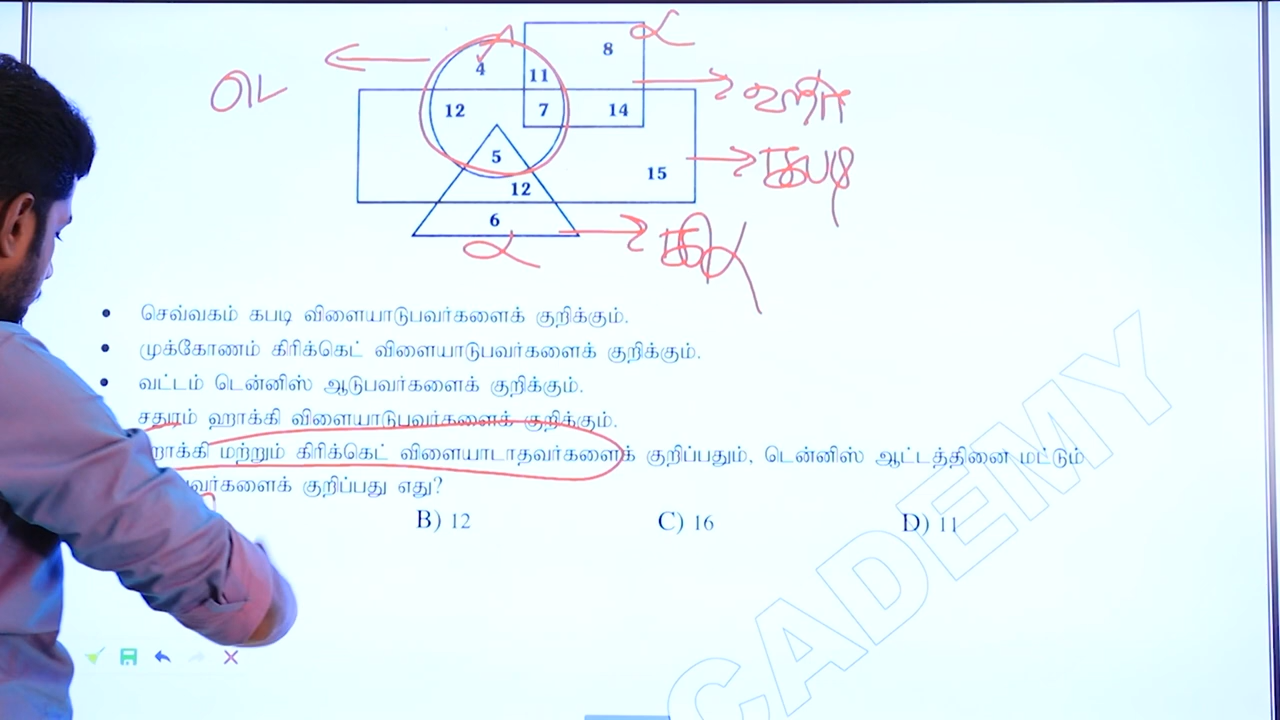 8
4
11
12
7
14
5
15
12
6
ஹாக்
கபடி
செவ்வகம் கபடி விளையாடுபவர்களைக் குறிக்கும்.
முக்கோணம் கிரிக்கெட் விளையாடுபவர்களைக் குறிக்கும்.
வட்டம் டென்னிஸ் ஆடுபவர்களைக் குறிக்கும்.
சதுரம் ஹாக்கி விளையாடுபவர்களைக் குறிக்கும்.
மற்றும் கிரிக்கெட் விளையாடாதவர்களைக் குறிப்பதும், டென்னிஸ் ஆட்டத்தினை மட்டும்
குறிப்பது எது?
B) 12 C) 16 D) 11
CADEMY